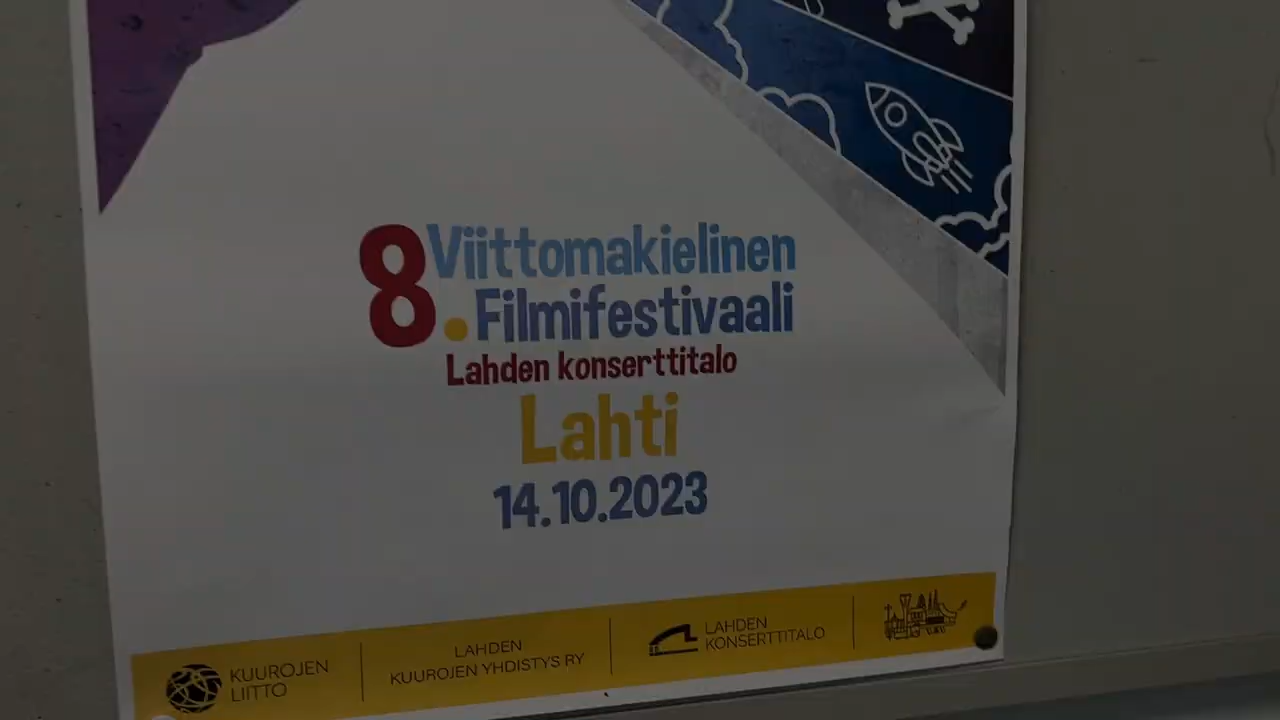 8. Viittomakielinen
Filmifestivaali
Lahden konserttitalo
Lahti
14.10.2023
KUUROJEN
LIITTO
LAHDEN
KUUROJEN YHDISTYS RY
LAHDEN
KONSERTTITALO